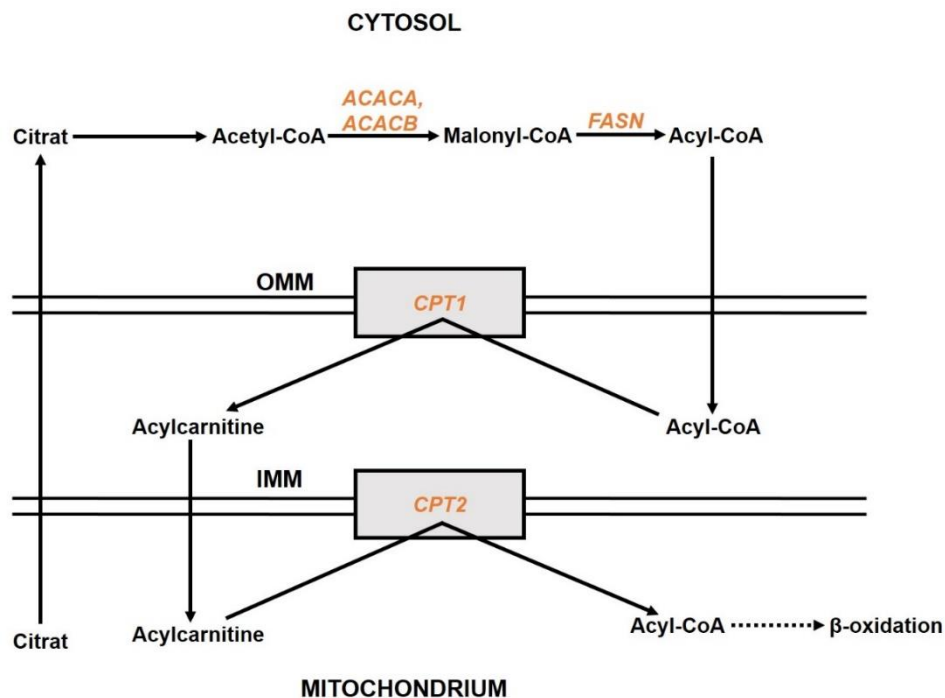 CYTOSOL
ACACA,
ACACB
FASN
Citrat
Acetyl-CoA
Malonyl-CoA
Acyl-CoA
OMM
CPT1
Acylcarnitine
Acyl-CoA
IMM
CPT2
Citrat
Acylcarnitine
Acyl-CoA
β-oxidation
MITOCHONDRIUM